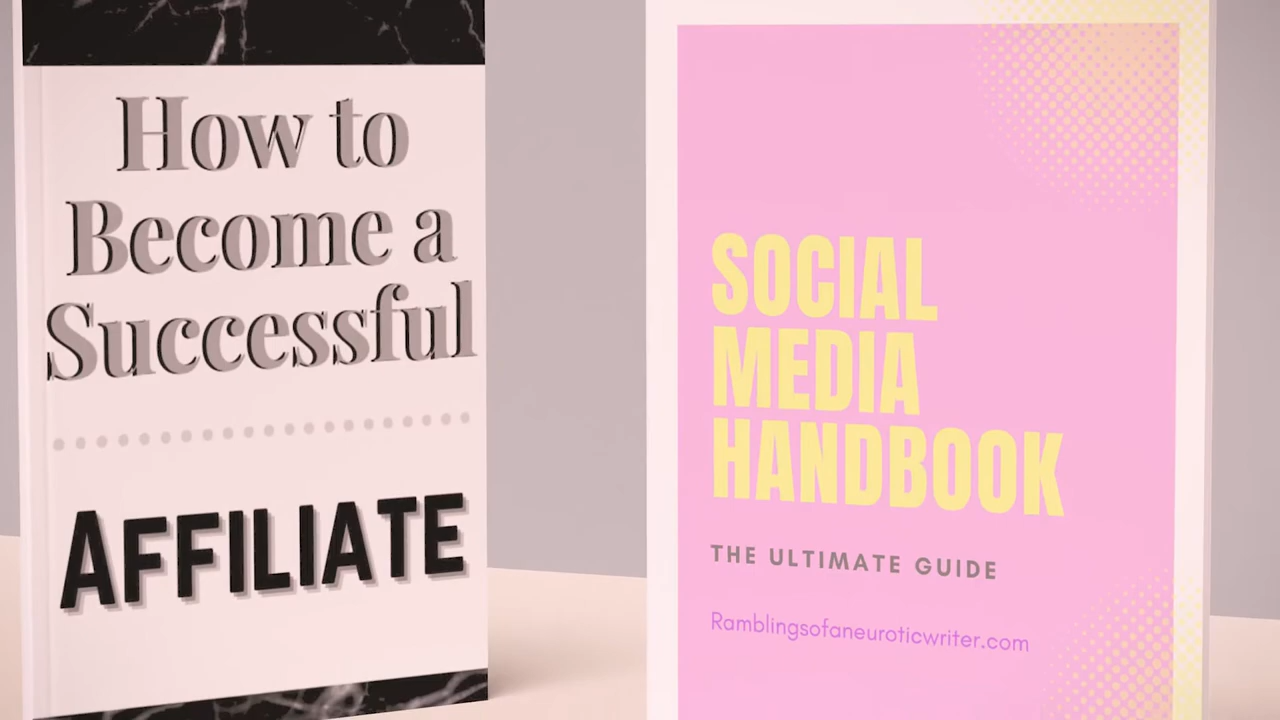 How to
Become a
Successful
AFFILIATE
SOCIAL
MEDIA
HANDBOOK
THE ULTIMATE GUIDE
Ramblingsofaneuroticwriter.com